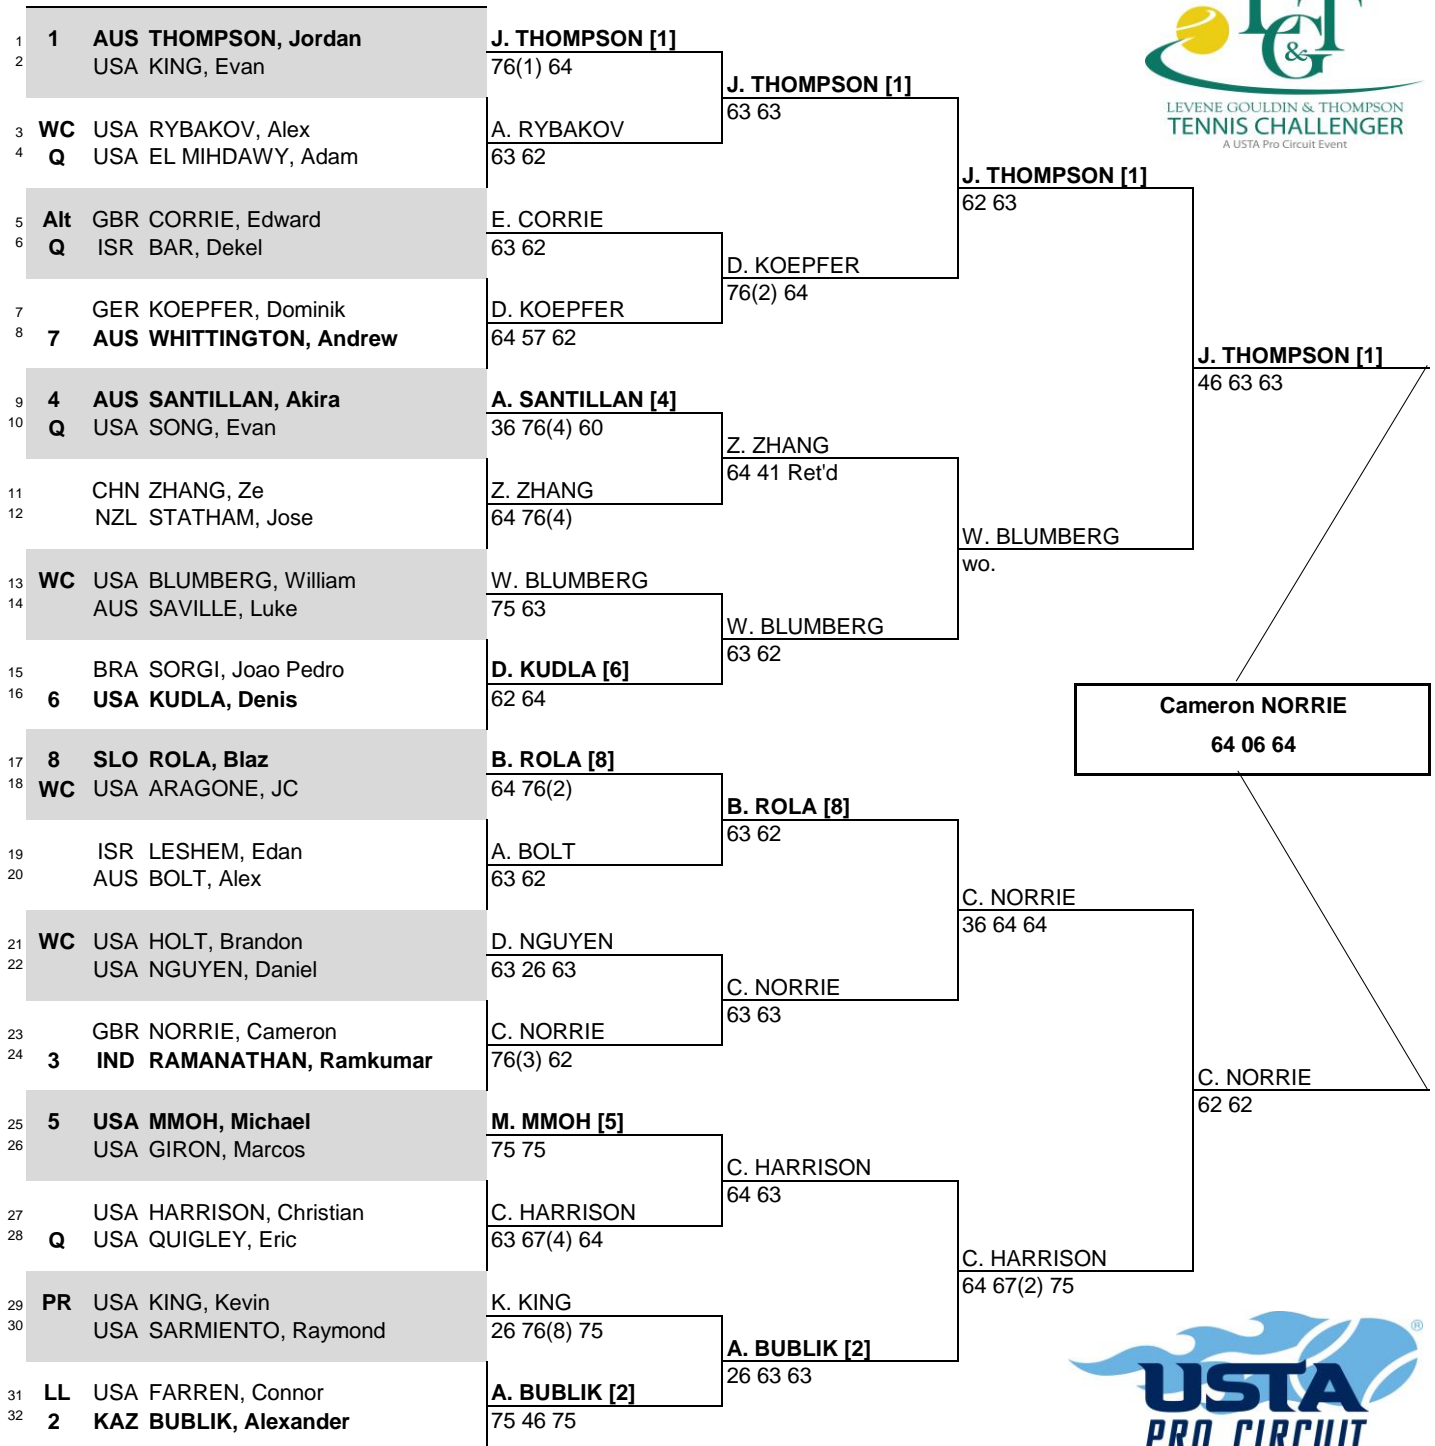 1 1 AUS THOMPSON, Jordan
2 USA KING, Evan
3 WC USA RYBAKOV, Alex
4 Q USA EL MIHDAWY, Adam
5 Alt GBR CORRIE, Edward
6 Q ISR BAR, Dekel
7 GER KOEPFER, Dominik
8 7 AUS WHITTINGTON, Andrew
9 4 AUS SANTILLAN, Akira
10 Q USA SONG, Evan
11 CHN ZHANG, Ze
12 NZL STATHAM, Jose
13 WC USA BLUMBERG, William
14 AUS SAVILLE, Luke
15 BRA SORGI, Joao Pedro
16 6 USA KUDLA, Denis
17 8 SLO ROLA, Blaz
18 WC USA ARAGONE, JC
19 ISR LESHEM, Edan
20 AUS BOLT, Alex
21 WC USA HOLT, Brandon
22 USA NGUYEN, Daniel
23 GBR NORRIE, Cameron
24 3 IND RAMANATHAN, Ramkumar
25 5 USA MMOH, Michael
26 USA GIRON, Marcos
27 USA HARRISON, Christian
28 Q USA QUIGLEY, Eric
29 PR USA KING, Kevin
30 USA SARMIENTO, Raymond
31 LL USA FARREN, Connor
32 2 KAZ BUBLIK, Alexander
J. THOMPSON [1]
76(1) 64
A. RYBAKOV
63 62
E. CORRIE
63 62
D. KOEPFER
64 57 62
A. SANTILLAN [4]
36 76(4) 60
Z. ZHANG
64 76(4)
W. BLUMBERG
75 63
D. KUDLA [6]
62 64
B. ROLA [8]
64 76(2)
A. BOLT
63 62
D. NGUYEN
63 26 63
C. NORRIE
76(3) 62
M. MMOH [5]
75 75
C. HARRISON
63 67(4) 64
K. KING
26 76(8) 75
A. BUBLIK [2]
75 46 75
J. THOMPSON [1]
63 63
D. KOEPFER
76(2) 64
Z. ZHANG
64 41 Ret'd
W. BLUMBERG
63 62
B. ROLA [8]
63 62
C. NORRIE
63 63
C. HARRISON
64 63
A. BUBLIK [2]
26 63 63
J. THOMPSON [1]
62 63
W. BLUMBERG
wo.
C. NORRIE
36 64 64
C. HARRISON
64 67(2) 75
J. THOMPSON [1]
46 63 63
C. NORRIE
62 62
Cameron NORRIE
64 06 64
LG&T
LEVENE GOULDIN & THOMPSON
TENNIS CHALLENGER
A USTA Pro Circuit Event
USTA ®
PRO CIRCUIT